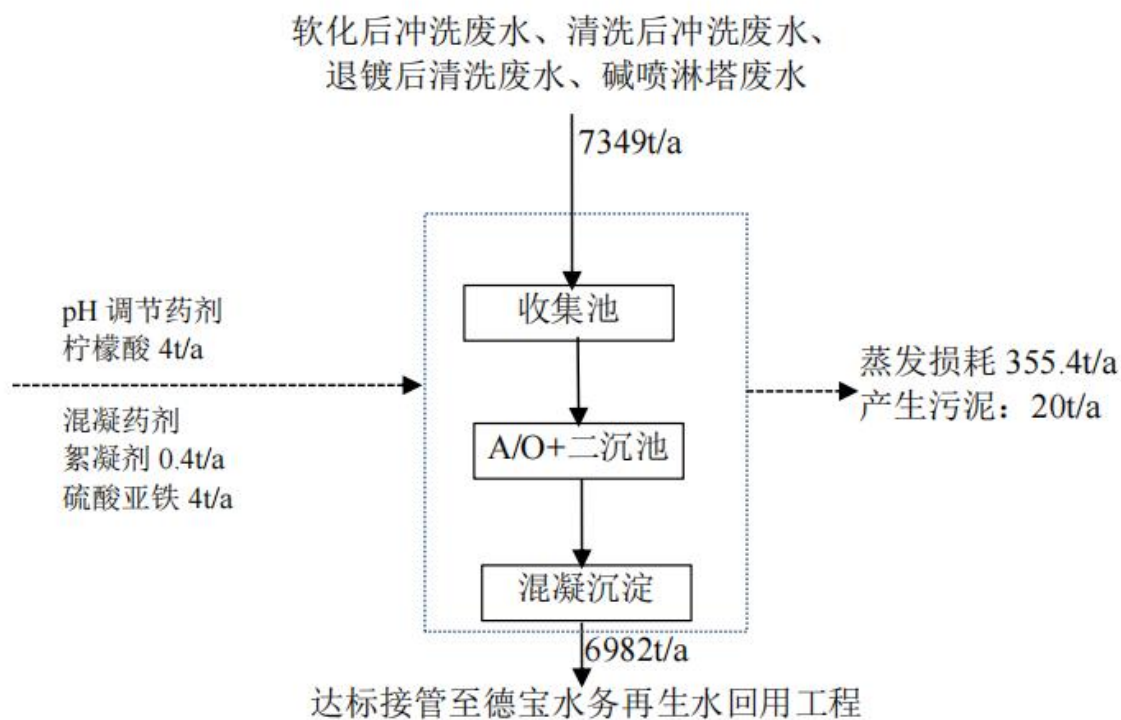 软化后冲洗废水、清洗后冲洗废水、
退镀后清洗废水、碱喷淋塔废水
7349t/a
收集池
pH 调节药剂
柠檬酸 4t/a
混凝药剂
絮凝剂 0.4t/a
硫酸亚铁 4t/a
蒸发损耗 355.4t/a
产生污泥：20t/a
A/O+二沉池
混凝沉淀
6982t/a
达标接管至德宝水务再生水回用工程